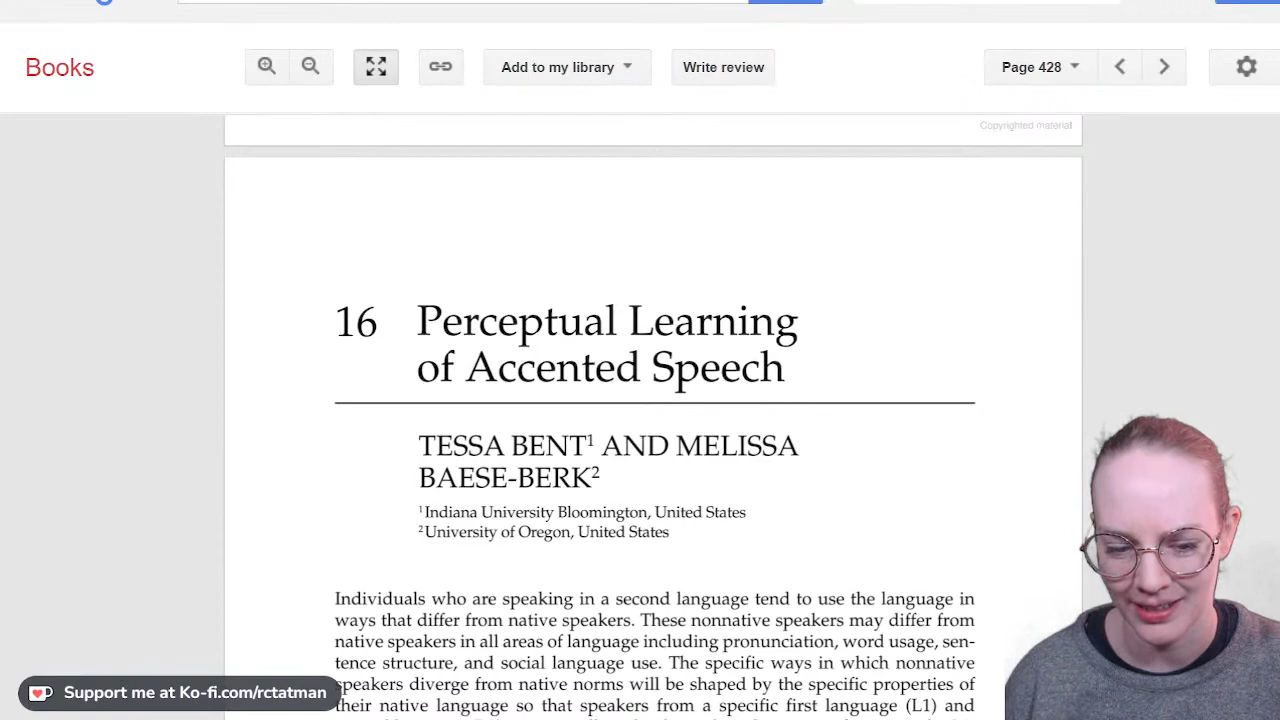 Books
Add to my library
Write review
Page 428
Copyrighted material
16 Perceptual Learning
of Accented Speech
TESSA BENT¹ AND MELISSA
BAESE-BERK²
¹Indiana University Bloomington, United States
²University of Oregon, United States
Individuals who are speaking in a second language tend to use the language in
ways that differ from native speakers. These nonnative speakers may differ from
native speakers in all areas of language including pronunciation, word usage, sen-
tence structure, and social language use. The specific ways in which nonnative
speakers diverge from native norms will be shaped by the specific properties of
their native language so that speakers from a specific first language (L1) and
Support me at Ko-fi.com/rctatman